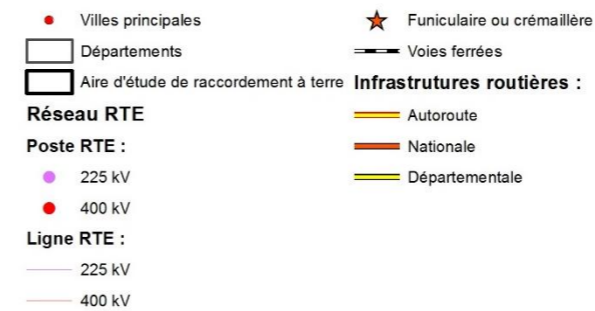 Villes principales
Départements
Aire d'étude de raccordement à terre
Réseau RTE
Poste RTE :
225 kV
400 kV
Ligne RTE :
225 kV
400 kV
Funiculaire ou crémaillère
Voies ferrées
Infrastrutures routières :
Autoroute
Nationale
Départementale